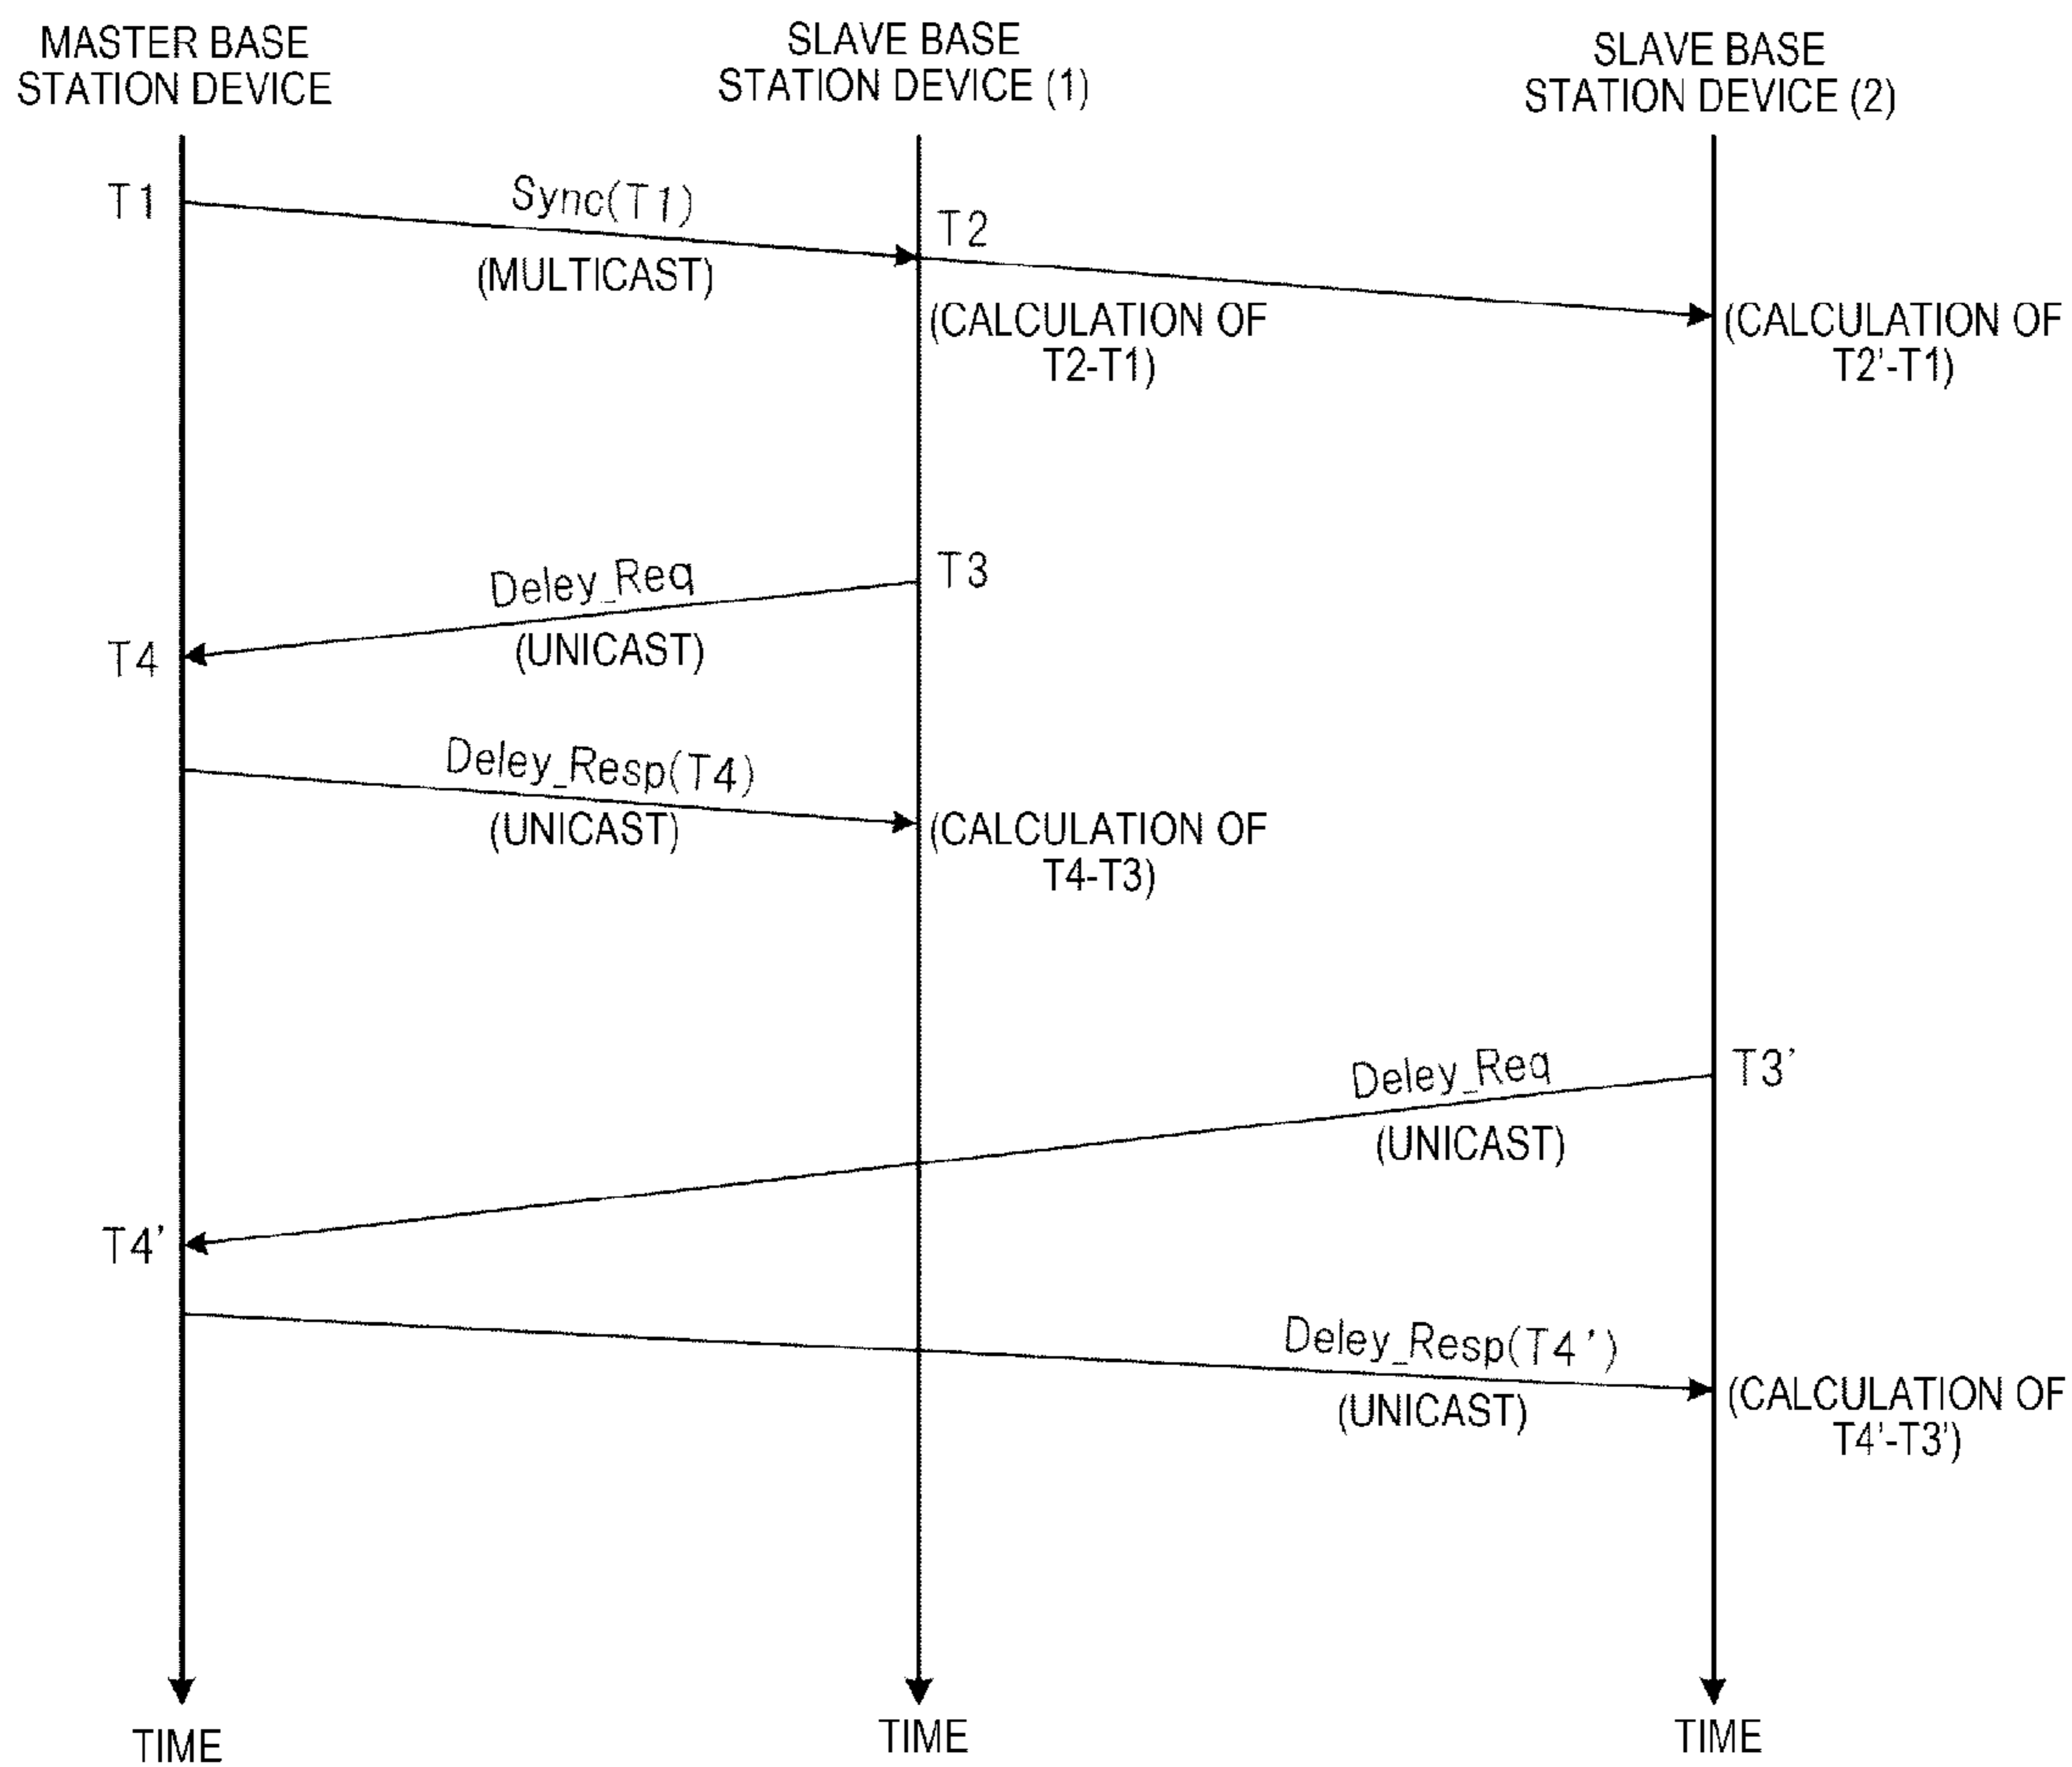 MASTER BASE
STATION DEVICE
SLAVE BASE
STATION DEVICE (1)
SLAVE BASE
STATION DEVICE (2)
T1
Sync(T1)
(MULTICAST)
T2
(CALCULATION OF
T2-T1)
(CALCULATION OF
T2'-T1)
Deley_Req
(UNICAST)
T3
T4
Deley_Resp(T4)
(UNICAST)
(CALCULATION OF
T4-T3)
Deley_Req
(UNICAST)
T3'
T4'
Deley_Resp(T4')
(UNICAST)
(CALCULATION OF
T4'-T3')
TIME
TIME
TIME